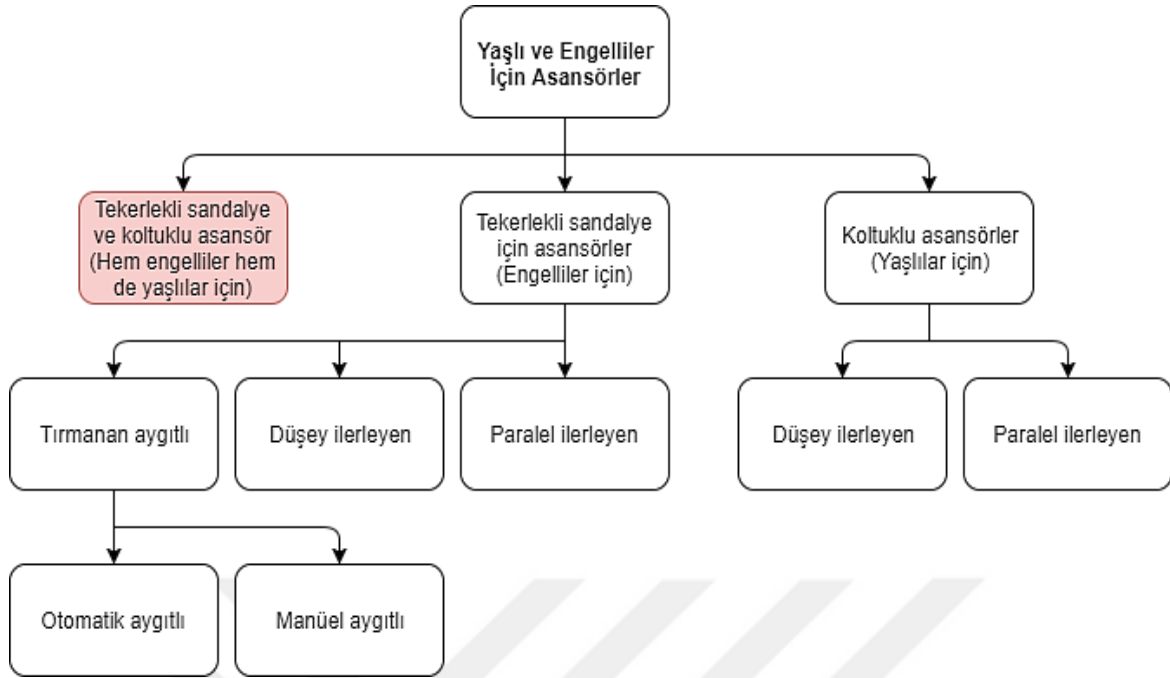 Yaşlı ve Engelliler
İçin Asansörler
Tekerlekli sandalye
ve koltuklu asansör
(Hem engelliler hem
de yaşlılar için)
Tekerlekli sandalye
için asansörler
(Engelliler için)
Koltuklu asansörler
(Yaşlılar için)
Tırmanan aygıtlı
Düşey ilerleyen
Paralel ilerleyen
Düşey ilerleyen
Paralel ilerleyen
Otomatik aygıtlı
Manüel aygıtlı